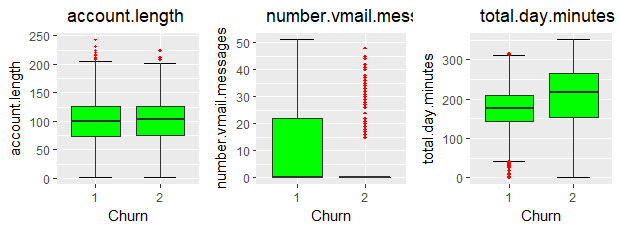 account.length
account.length
250
200
150
100
50
0
1 2
Churn
number.vmail.mess
number.vmail.messages
50
40
30
20
10
0
1 2
Churn
total.day.minutes
total.day.minutes
300
200
100
0
1 2
Churn